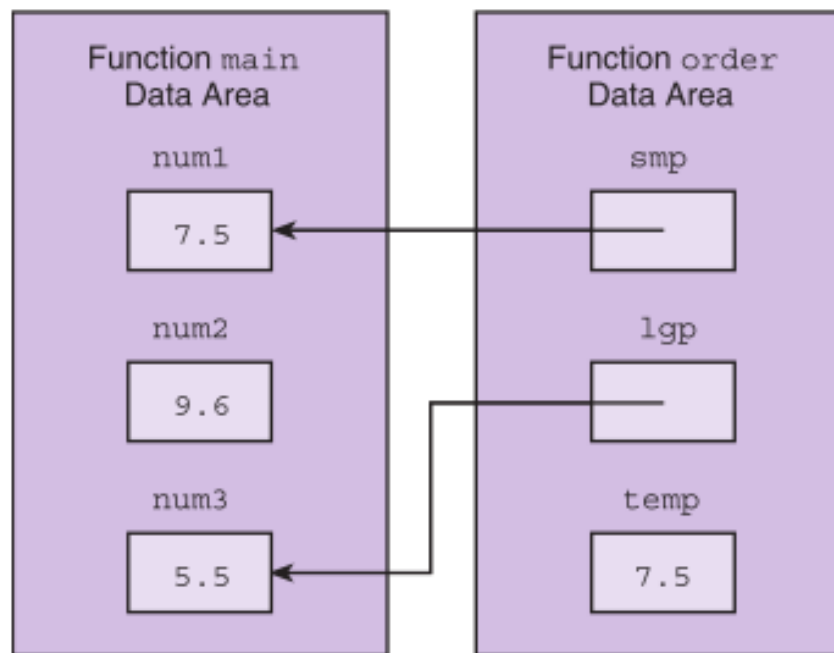 Function main
Data Area
num1
7.5
num2
9.6
num3
5.5
Function order
Data Area
smp
lgp
temp
7.5